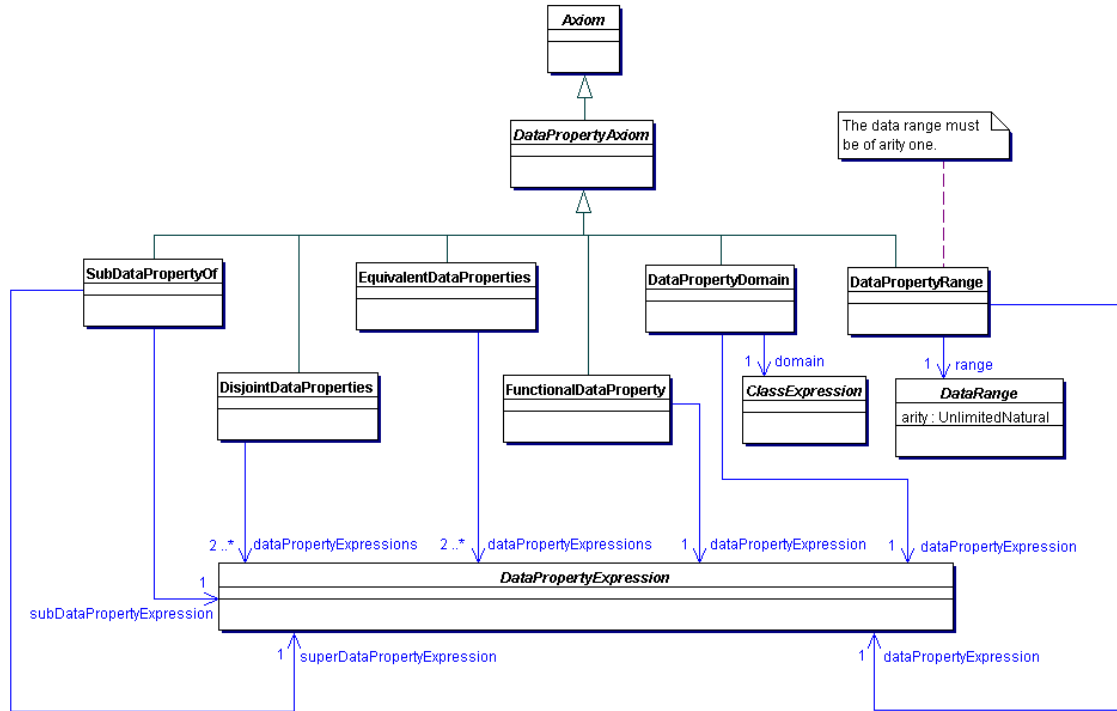 Axiom
DataPropertyAxiom
The data range must
be of arity one.
SubDataPropertyOf
EquivalentDataProperties
DataPropertyDomain
DataPropertyRange
1 domain
1 range
DisjointDataProperties
FunctionalDataProperty
ClassExpression
DataRange
arity : UnlimitedNatural
2 ..* dataPropertyExpressions
2 ..* dataPropertyExpressions
1 dataPropertyExpression
1 dataPropertyExpression
DataPropertyExpression
1
subDataPropertyExpression
1 superDataPropertyExpression
1 dataPropertyExpression